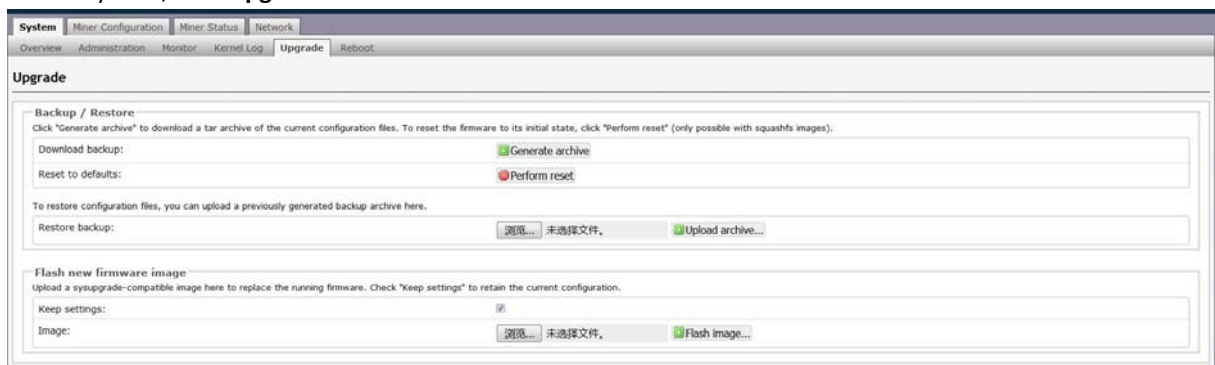 System Miner Configuration Miner Status Network
Overview Administration Monitor Kernel Log Upgrade Reboot
Upgrade
Backup / Restore
Click "Generate archive" to download a tar archive of the current configuration files. To reset the firmware to its initial state, click "Perform reset" (only possible with squashfs images).
Download backup: Generate archive
Reset to defaults: Perform reset
To restore configuration files, you can upload a previously generated backup archive here.
Restore backup: 浏览... 未选择文件。 Upload archive...
Flash new firmware image
Upload a sysupgrade-compatible image here to replace the running firmware. Check "Keep settings" to retain the current configuration.
Keep settings:
Image: 浏览... 未选择文件。 Flash image...